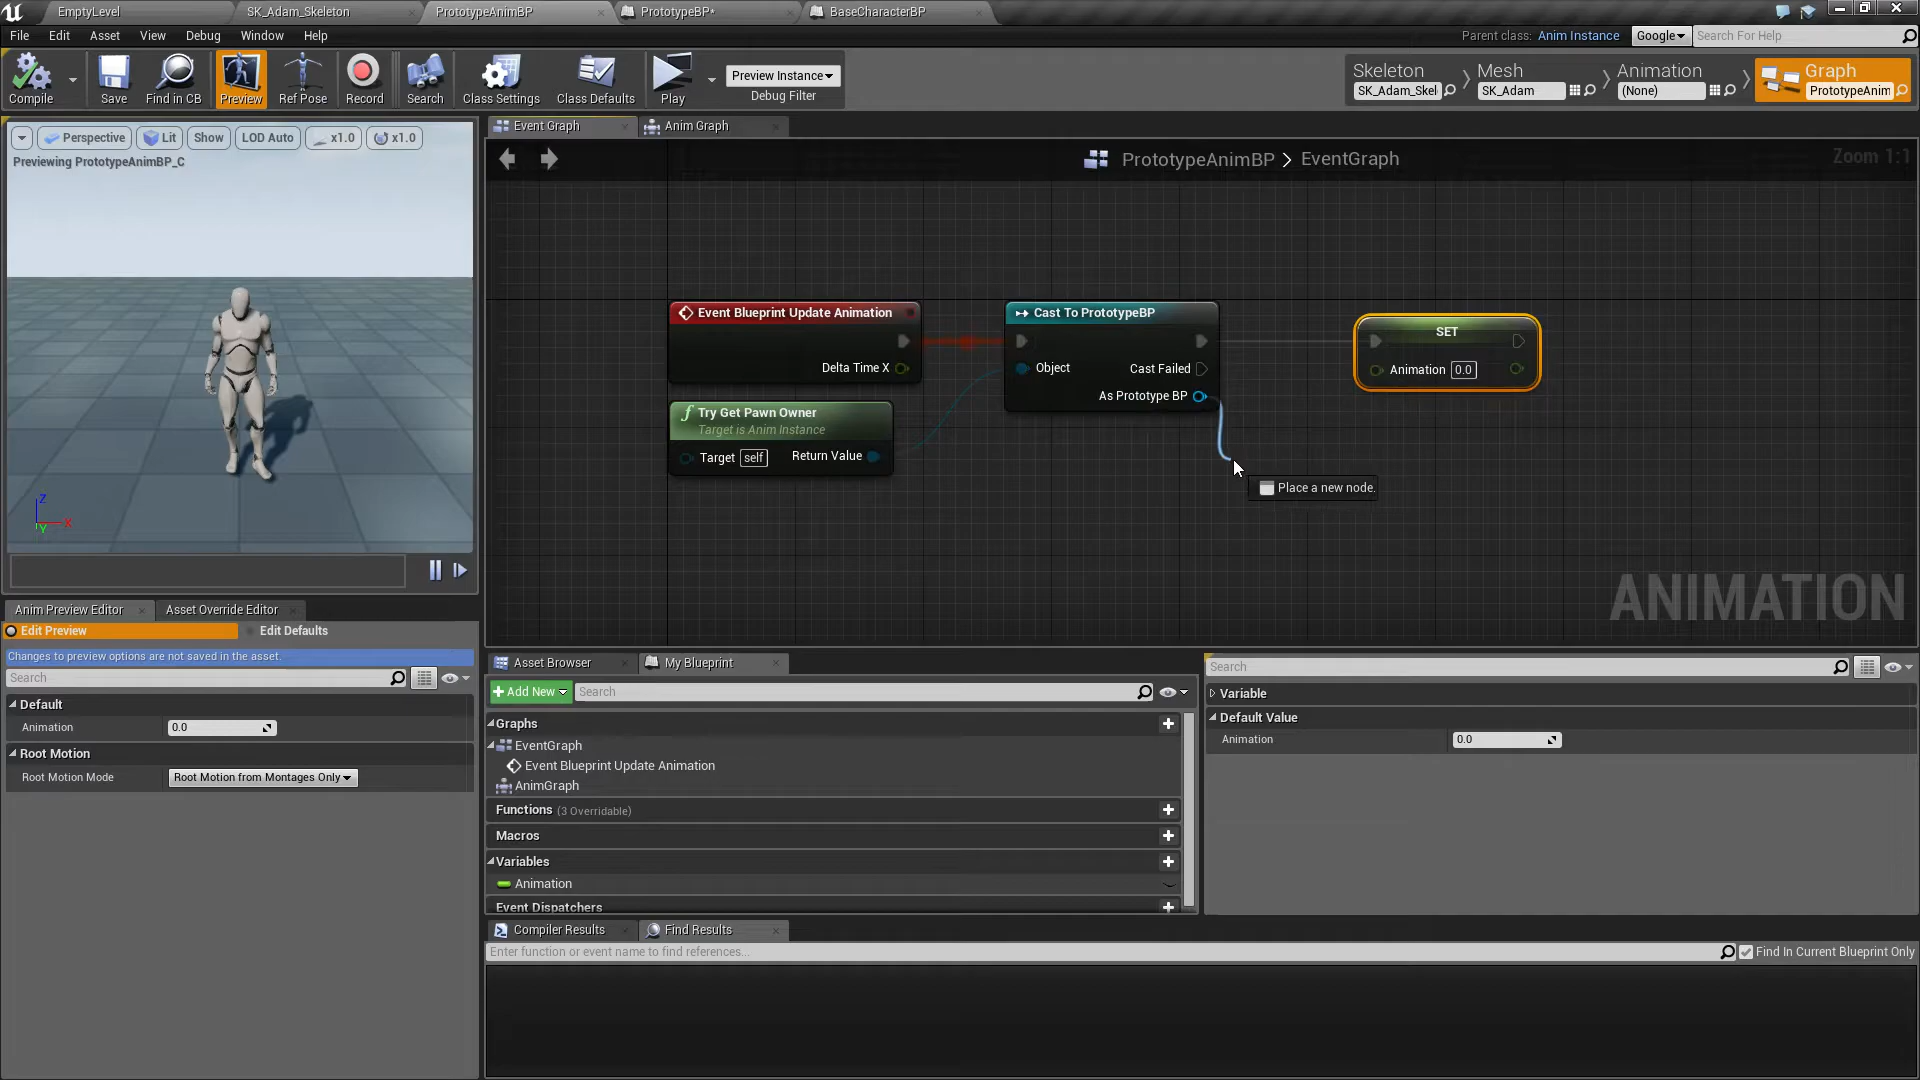 EmptyLevel
SK_Adam_Skeleton
PrototypeAnimBP
PrototypeBP*
BaseCharacterBP
File Edit Asset View Debug Window Help
Parent class: Anim Instance
Google
Search For Help
Compile
Save
Find in CB
Preview
Ref Pose
Record
Search
Class Settings
Class Defaults
Play
Preview Instance
Debug Filter
Skeleton
SK_Adam_Skel
Mesh
SK_Adam
Animation
(None)
Graph
PrototypeAnim
Perspective
Lit
Show
LOD Auto
x1.0
x1.0
Previewing PrototypeAnimBP_C
Z
X
Y
Event Graph
Anim Graph
PrototypeAnimBP > EventGraph
Zoom 1:1
Event Blueprint Update Animation
Delta Time X
Try Get Pawn Owner
Target is Anim Instance
Target self
Return Value
Cast To PrototypeBP
Object
Cast Failed
As Prototype BP
SET
Animation 0.0
Place a new node.
ANIMATION
Anim Preview Editor
Asset Override Editor
Edit Preview
Edit Defaults
Changes to preview options are not saved in the asset.
Search
Default
Animation 0.0
Root Motion
Root Motion Mode Root Motion from Montages Only
Asset Browser
My Blueprint
+ Add New
Search
Graphs
EventGraph
Event Blueprint Update Animation
AnimGraph
Functions (3 Overridable)
Macros
Variables
Animation
Event Dispatchers
Search
Variable
Default Value
Animation 0.0
Compiler Results
Find Results
Enter function or event name to find references...
Find In Current Blueprint Only